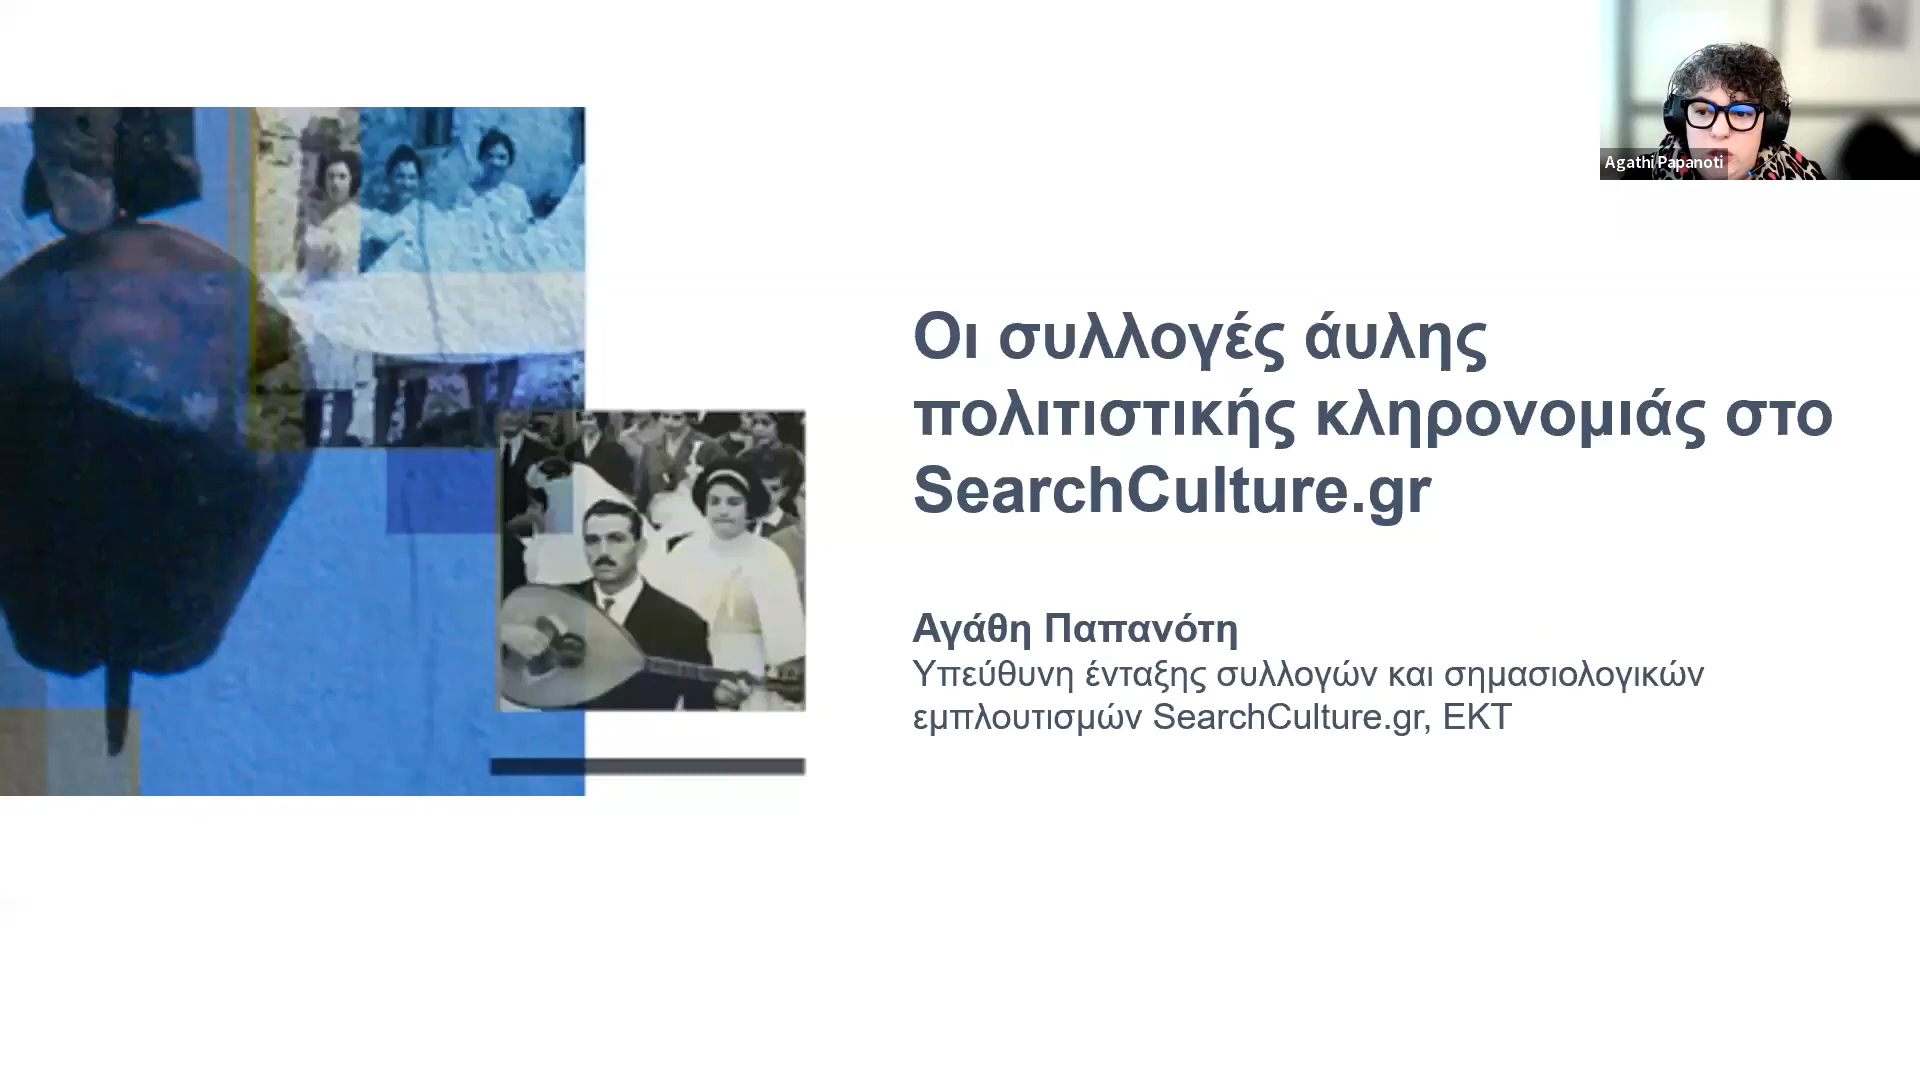 Agathi Papanoti
Οι συλλογές άυλης
πολιτιστικής κληρονομιάς στο
SearchCulture.gr
Αγάθη Παπανότη
Υπεύθυνη ένταξης συλλογών και σημασιολογικών
εμπλουτισμών SearchCulture.gr, ΕΚΤ